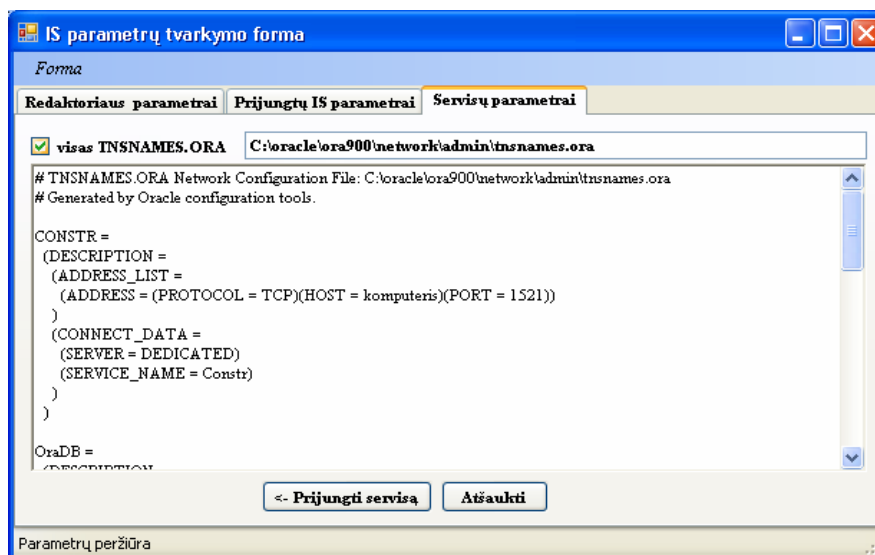 IS parametrų tvarkymo forma
Forma
Redaktoriaus parametrai Prijungtų IS parametrai Servisų parametrai
visas TNSNAMES.ORA C:\oracle\ora900\network\admin\tnsnames.ora
# TNSNAMES.ORA Network Configuration File: C:\oracle\ora900\network\admin\tnsnames.ora
# Generated by Oracle configuration tools.
CONSTR =
(DESCRIPTION =
(ADDRESS_LIST =
(ADDRESS = (PROTOCOL = TCP)(HOST = komputeris)(PORT = 1521))
)
(CONNECT_DATA =
(SERVER = DEDICATED)
(SERVICE_NAME = Constr)
)
)
OraDB =
(DESCRIPTION
<- Prijungti servisą Atšaukti
Parametrų peržiūra